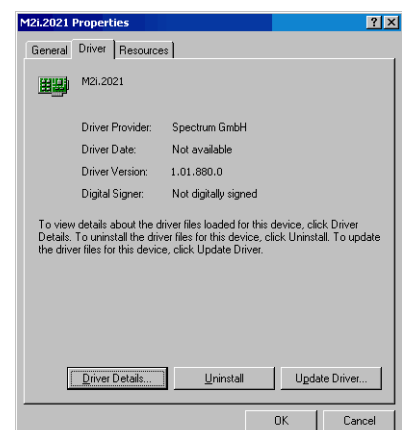 M2i.2021 Properties
General Driver Resources
M2i.2021
Driver Provider: Spectrum GmbH
Driver Date: Not available
Driver Version: 1.01.880.0
Digital Signer: Not digitally signed
To view details about the driver files loaded for this device, click Driver
Details. To uninstall the driver files for this device, click Uninstall. To update
the driver files for this device, click Update Driver.
Driver Details... Uninstall Update Driver...
OK Cancel